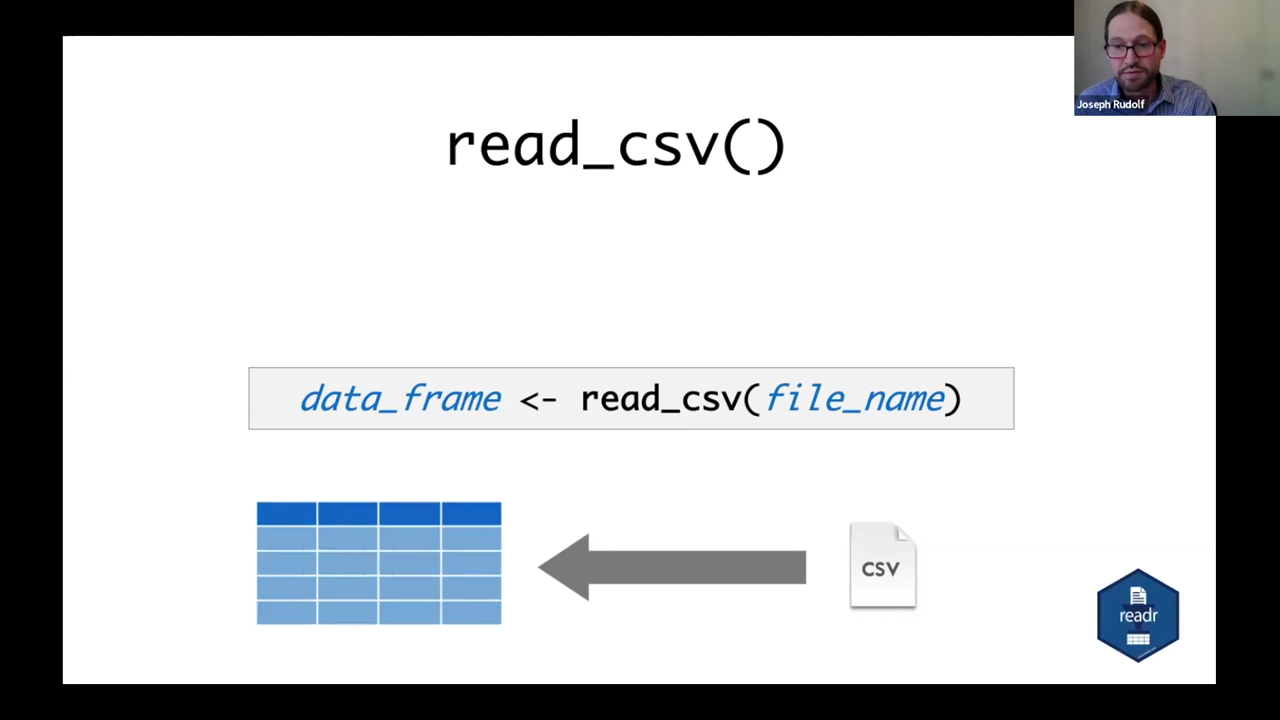 Joseph Rudolf
read_csv()
data_frame <- read_csv(file_name)
CSV
readr